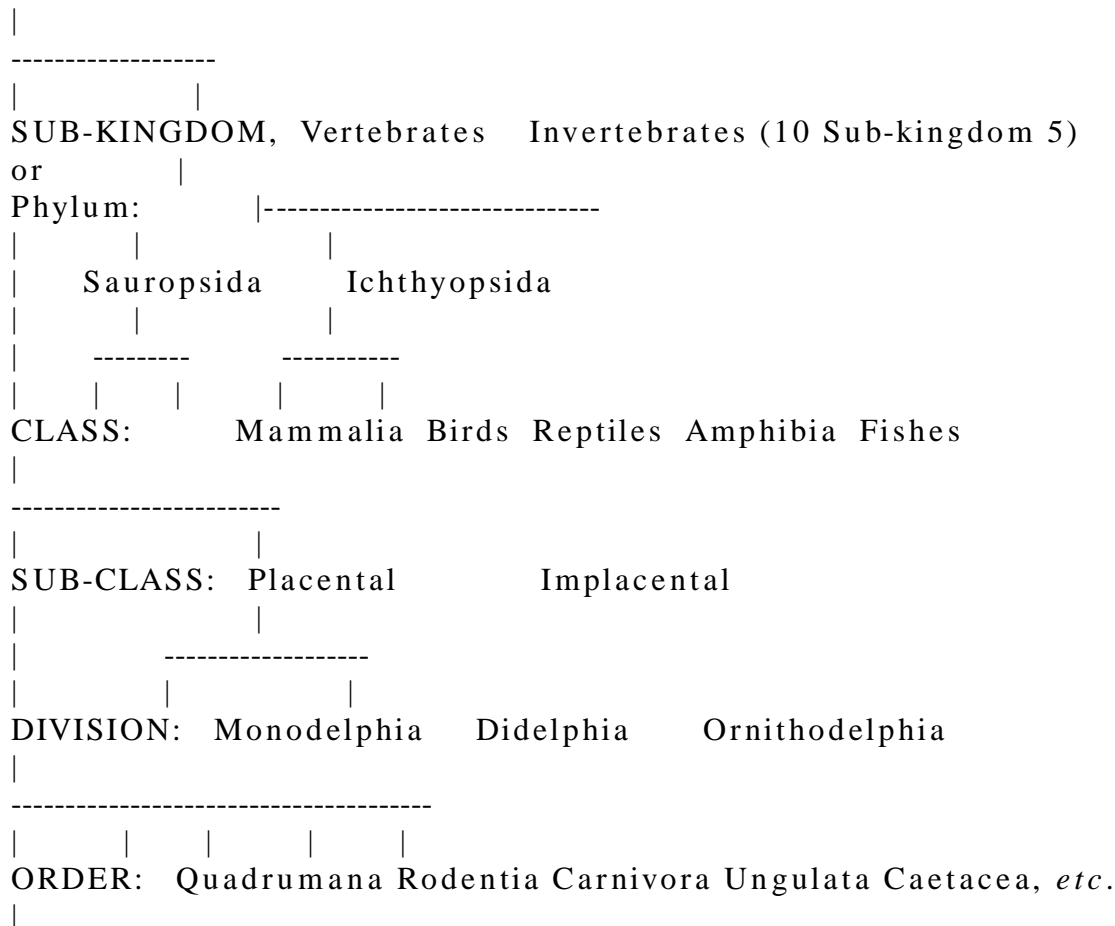 SUB-KINGDOM, Vertebrates Invertebrates (10 Sub-kingdom 5)
or
Phylum:
Sauropsida Ichthyopsida
CLASS: Mammalia Birds Reptiles Amphibia Fishes
SUB-CLASS: Placental Implacental
DIVISION: Monodelphia Didelphia Ornithodelphia
ORDER: Quadrumana Rodentia Carnivora Ungulata Caetacea, etc.